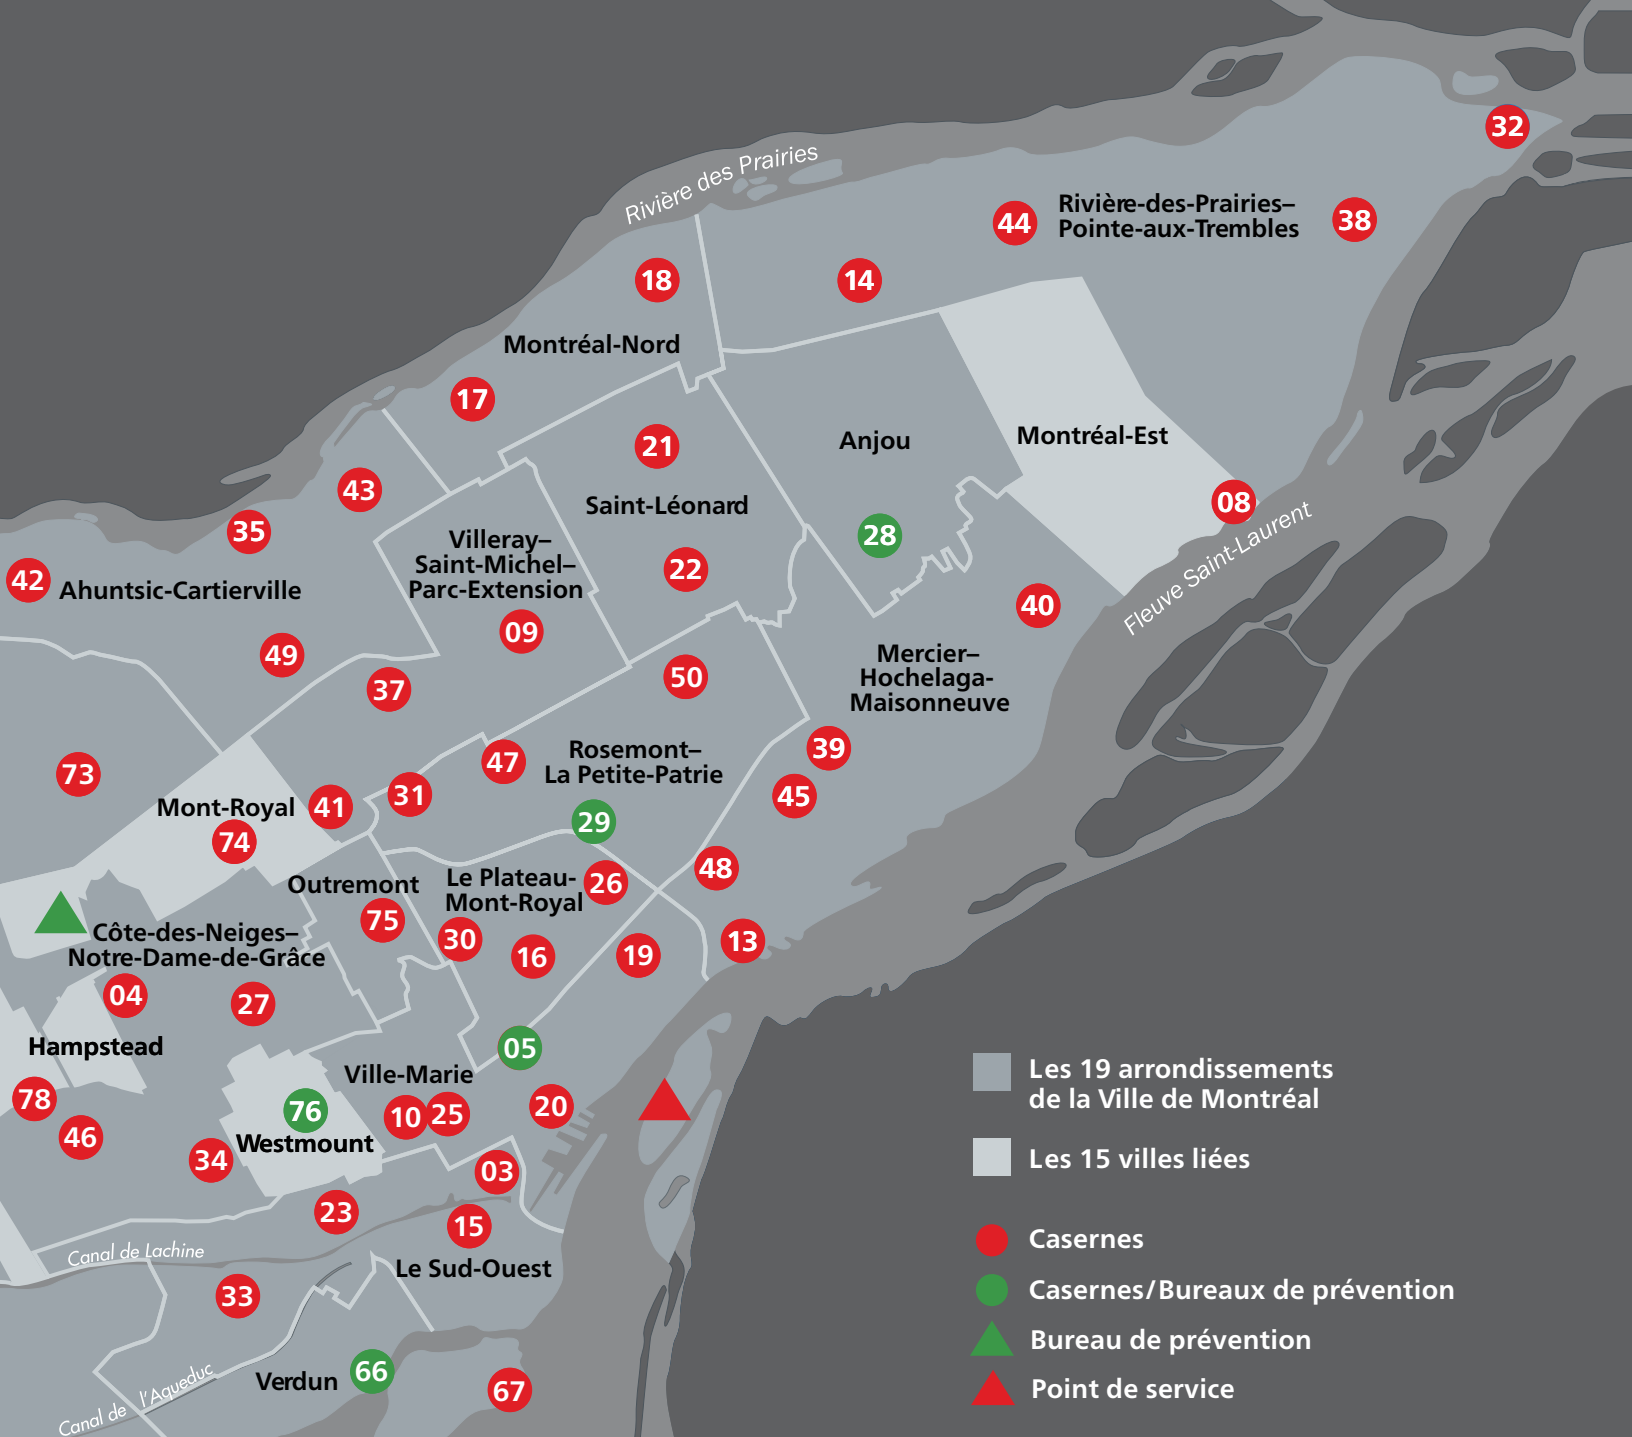 32
Rivière des Prairies
44
Rivière-des-Prairies–
Pointe-aux-Trembles
38
18
14
Montréal-Nord
17
21
Anjou
Montréal-Est
43
Saint-Léonard
08
35
28
Villeray–
Saint-Michel–
Parc-Extension
22
Fleuve Saint-Laurent
42
Ahuntsic-Cartierville
40
09
49
Mercier–
Hochelaga-
Maisonneuve
50
37
39
47
Rosemont–
La Petite-Patrie
73
45
31
41
Mont-Royal
29
74
48
Outremont
Le Plateau-
Mont-Royal
26
75
30
13
Côte-des-Neiges–
Notre-Dame-de-Grâce
16
19
04
27
Hampstead
05
Ville-Marie
78
76
10
25
20
46
Westmount
34
03
23
15
Canal de Lachine
Le Sud-Ouest
33
Verdun
66
67
Canal de l'Aqueduc
Les 19 arrondissements
de la Ville de Montréal
Les 15 villes liées
Casernes
Casernes/Bureaux de prévention
Bureau de prévention
Point de service